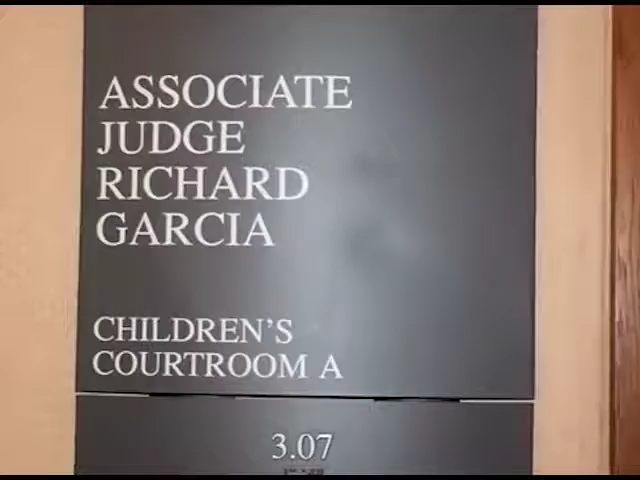 ASSOCIATE
JUDGE
RICHARD
GARCIA
CHILDREN'S
COURTROOM A
3.07